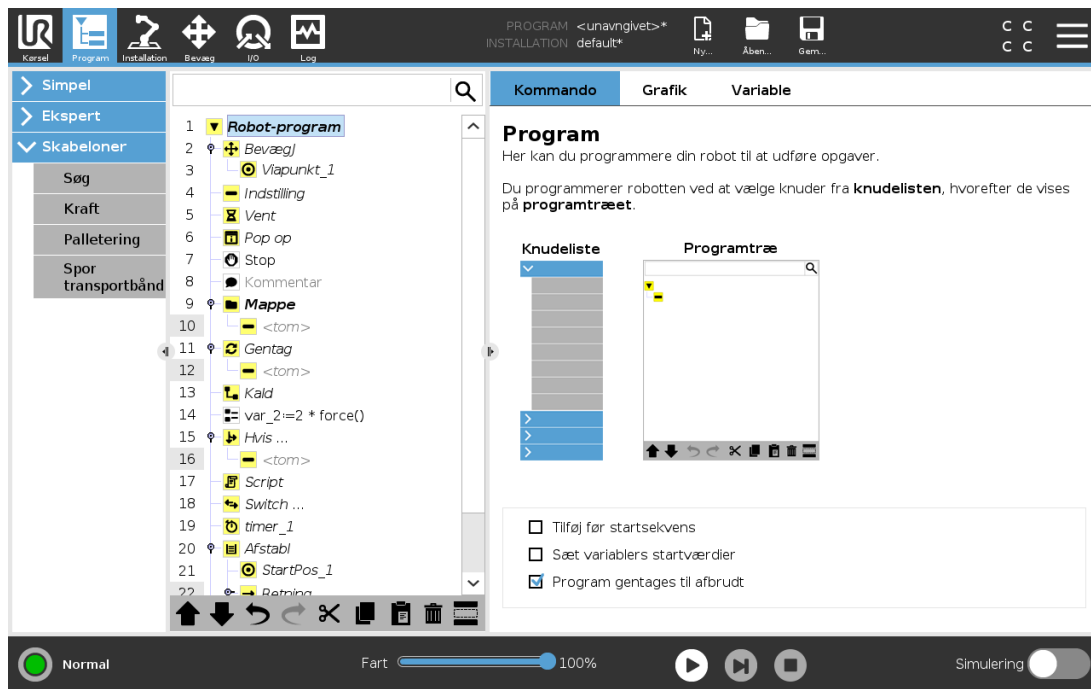 PROGRAM <unavngivet>*
INSTALLATION default*
UR
Kørsel
Program
Installation
Bevæg
I/O
Log
Ny...
Åben...
Gem...
C C
C C
Simpel
Ekspert
Skabeloner
Søg
Kraft
Palletering
Spor
transportbånd
1 Robot-program
2 BevægJ
3 Viapunkt_1
4 Indstilling
5 Vent
6 Pop op
7 Stop
8 Kommentar
9 Mappe
10 <tom>
11 Gentag
12 <tom>
13 Kald
14 var_2:=2 * force()
15 Hvis ...
16 <tom>
17 Script
18 Switch ...
19 timer_1
20 Afstabl
21 StartPos_1
22 Retning
Kommando Grafik Variable
Program
Her kan du programmere din robot til at udføre opgaver.
Du programmerer robotten ved at vælge knuder fra knudelisten, hvorefter de vises
på programtræet.
Knudeliste
Programtræ
Tilføj før startsekvens
Sæt variablers startværdier
Program gentages til afbrudt
Normal
Fart
100%
Simulering